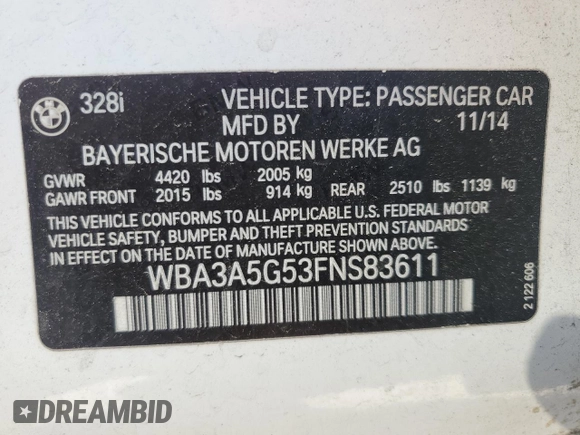 BMW
328i VEHICLE TYPE: PASSENGER CAR
MFD BY 11/14
BAYERISCHE MOTOREN WERKE AG
GVWR 4420 lbs 2005 kg
GAWR FRONT 2015 lbs 914 kg REAR 2510 lbs 1139 kg
THIS VEHICLE CONFORMS TO ALL APPLICABLE U.S. FEDERAL MOTOR
VEHICLE SAFETY, BUMPER AND THEFT PREVENTION STANDARDS
IN EFFECT ON THE DATE OF MANUFACTURE SHOWN ABOVE.
WBA3A5G53FNS83611
2 122 606
DREAMBID